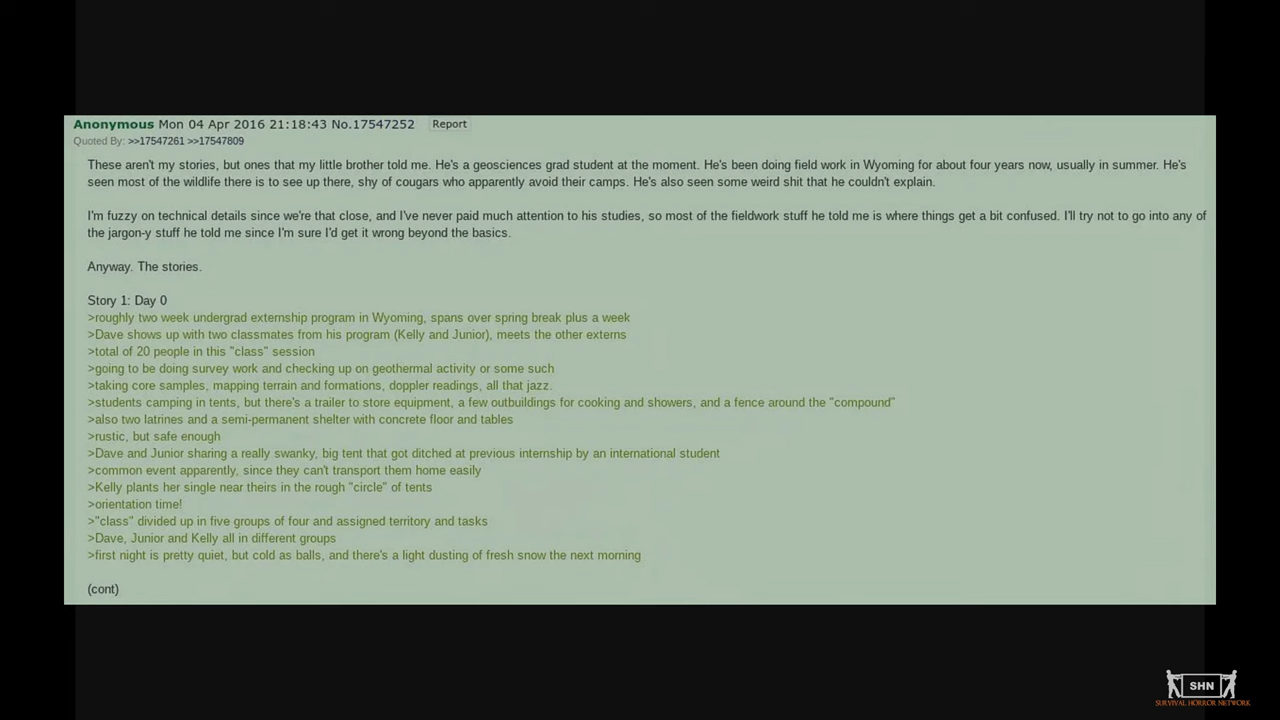 Anonymous Mon 04 Apr 2016 21:18:43 No.17547252 Report
Quoted By: >>17547261 >>17547809
These aren't my stories, but ones that my little brother told me. He's a geosciences grad student at the moment. He's been doing field work in Wyoming for about four years now, usually in summer. He's
seen most of the wildlife there is to see up there, shy of cougars who apparently avoid their camps. He's also seen some weird shit that he couldn't explain.
I'm fuzzy on technical details since we're that close, and I've never paid much attention to his studies, so most of the fieldwork stuff he told me is where things get a bit confused. I'll try not to go into any of
the jargon-y stuff he told me since I'm sure I'd get it wrong beyond the basics.
Anyway. The stories.
Story 1: Day 0
>roughly two week undergrad externship program in Wyoming, spans over spring break plus a week
>Dave shows up with two classmates from his program (Kelly and Junior), meets the other externs
>total of 20 people in this "class" session
>going to be doing survey work and checking up on geothermal activity or some such
>taking core samples, mapping terrain and formations, doppler readings, all that jazz.
>students camping in tents, but there's a trailer to store equipment, a few outbuildings for cooking and showers, and a fence around the "compound"
>also two latrines and a semi-permanent shelter with concrete floor and tables
>rustic, but safe enough
>Dave and Junior sharing a really swanky, big tent that got ditched at previous internship by an international student
>common event apparently, since they can't transport them home easily
>Kelly plants her single near theirs in the rough "circle" of tents
>orientation time!
>"class" divided up in five groups of four and assigned territory and tasks
>Dave, Junior and Kelly all in different groups
>first night is pretty quiet, but cold as balls, and there's a light dusting of fresh snow the next morning
(cont)
SHN
SURVIVAL HORROR NETWORK